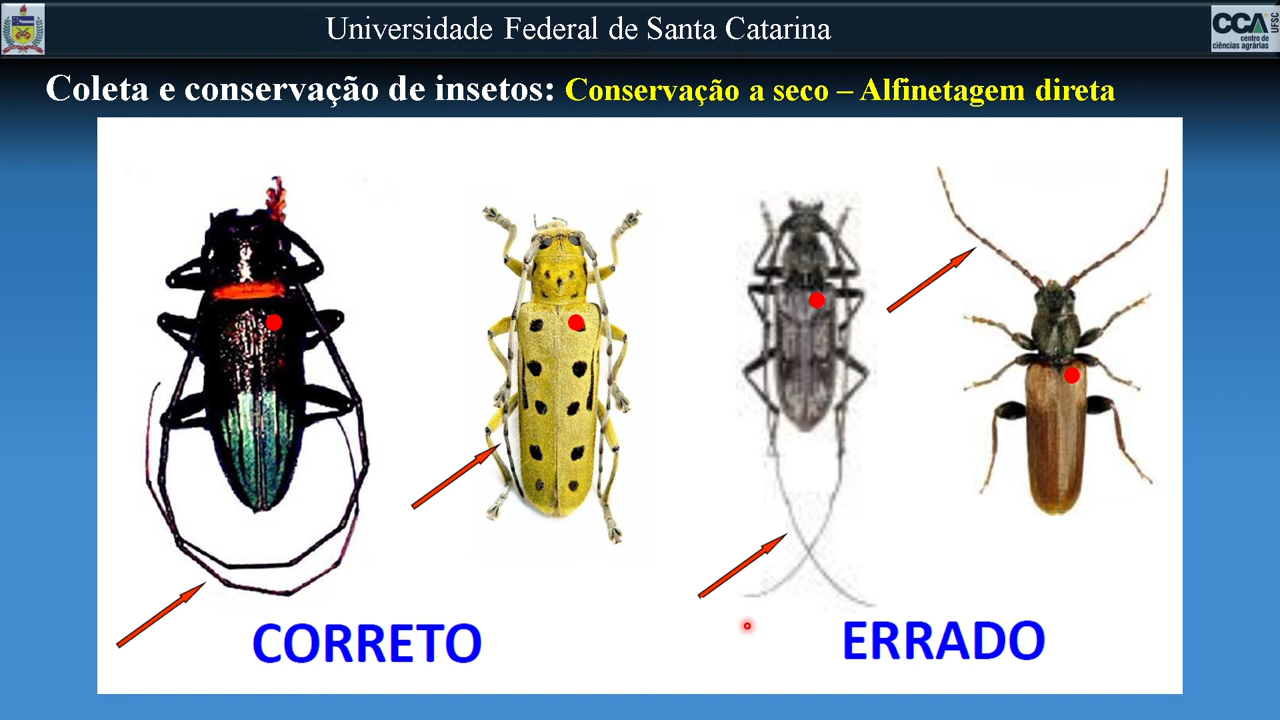 Universidade Federal de Santa Catarina
CCA UFSC
centro de
ciências agrárias
Coleta e conservação de insetos: Conservação a seco – Alfinetagem direta
CORRETO
ERRADO